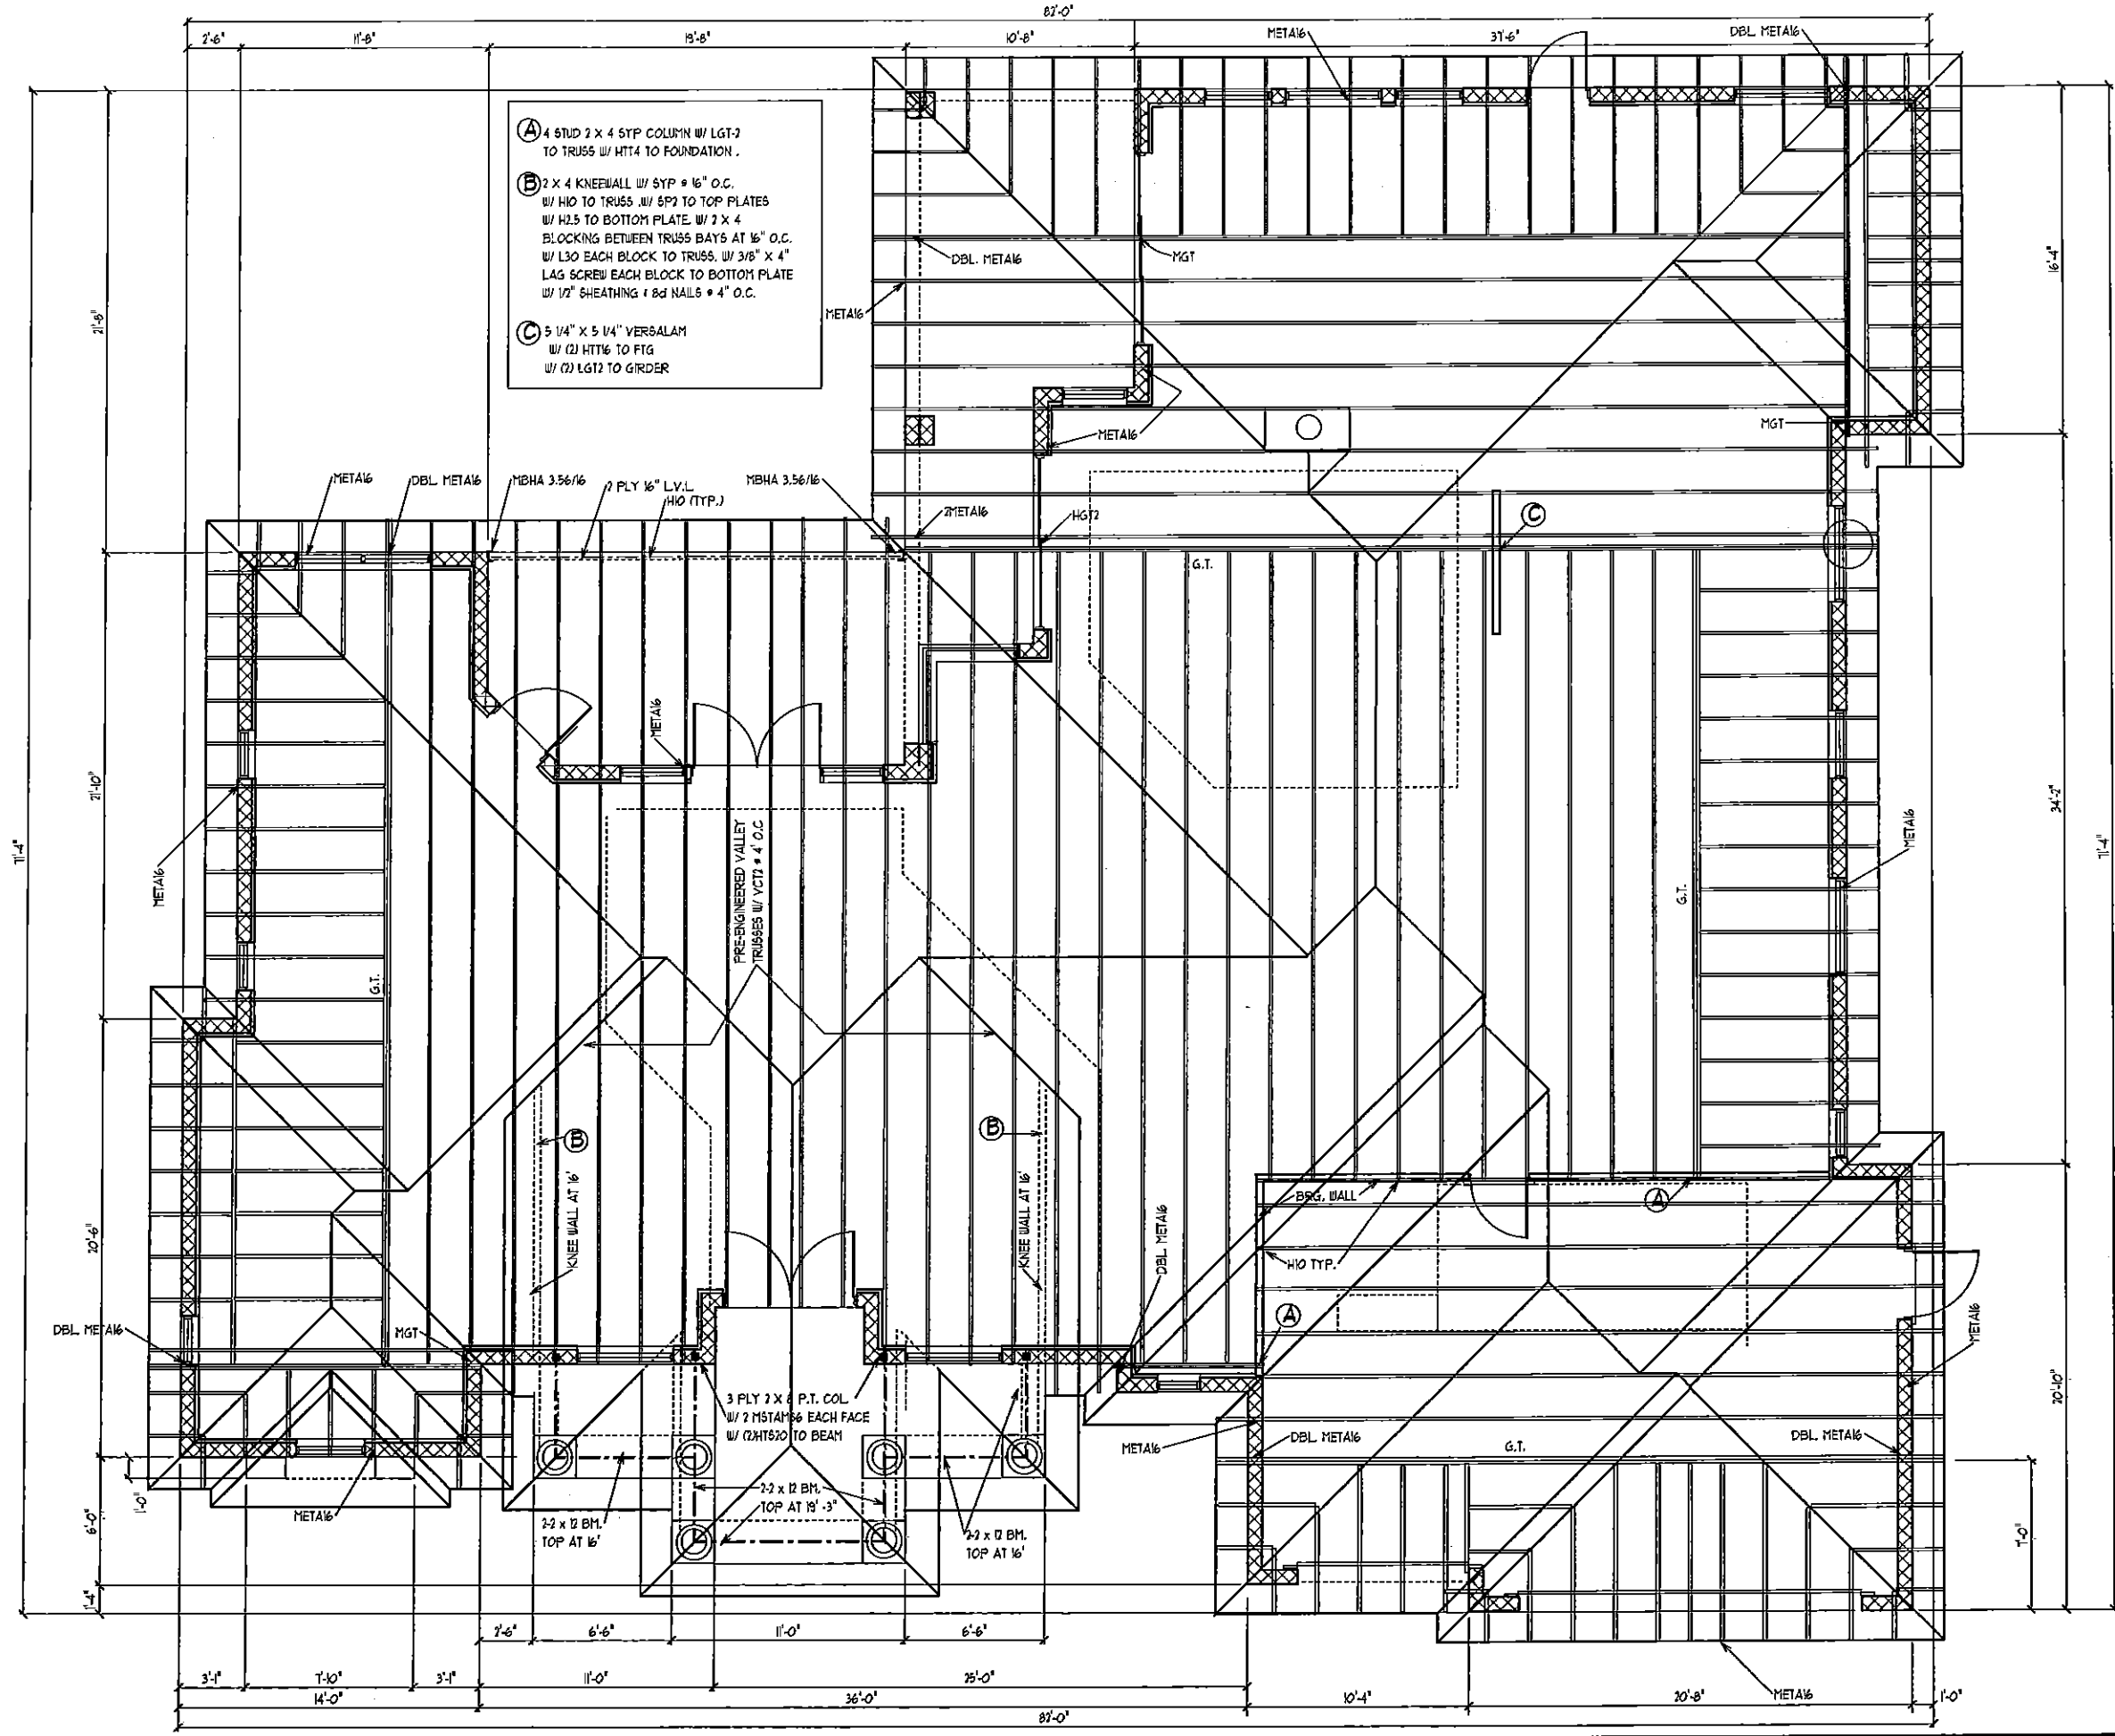 82'-0"
2'-6"
11'-8"
19'-8"
10'-8"
META16
37'-6"
DBL. META16
(A) 4 STUD 2 X 4 SYP COLUMN W/ LGT-2
TO TRUSS W/ HTT4 TO FOUNDATION .
(B) 2 X 4 KNEEWALL W/ SYP @ 16" O.C.
W/ H10 TO TRUSS ,W/ SP2 TO TOP PLATES
W/ H2.5 TO BOTTOM PLATE W/ 2 X 4
BLOCKING BETWEEN TRUSS BAYS AT 16" O.C.
W/ L30 EACH BLOCK TO TRUSS, W/ 3/8" X 4"
LAG SCREW EACH BLOCK TO BOTTOM PLATE
W/ 1/2" SHEATHING & 8d NAILS @ 4" O.C.
(C) 5 1/4" X 5 1/4" VERSALAM
W/ (2) HTT16 TO FTG
W/ (2) LGT2 TO GIRDER
DBL. META16
MGT
META16
16'-4"
21'-8"
META16
MGT
META16
DBL META16
MBHA 3.56/16
2 PLY 16" L.V.L
H10 (TYP.)
MBHA 3.56/16
2META16
HGT2
C
G.T.
META16
21'-10"
71'-4"
META16
PRE-ENGINEERED VALLEY
TRUSSES W/ VCT2 @ 4' O.C
34'-2"
71'-4"
META16
G.T.
G.T.
B
B
KNEE WALL AT 16'
KNEE WALL AT 16'
DBL META16
BRG. WALL
A
H10 TYP.
A
20'-6"
DBL META16
MGT
META16
3 PLY 2 X 8 P.T. COL
W/ 2 MSTAM36 EACH FACE
W/ (2)HTS20 TO BEAM
META16
DBL META16
G.T.
DBL. META16
20'-10"
2-2 x 12 BM.
TOP AT 19' -3"
2-2 x 12 BM.
TOP AT 16'
2-2 x 12 BM.
TOP AT 16'
META16
1'-0"
6'-0"
1'-4"
7'-0"
2'-6"
6'-6"
11'-0"
6'-6"
3'-1"
7'-10"
3'-1"
11'-0"
25'-0"
14'-0"
36'-0"
10'-4"
20'-8"
META16
1'-0"
82'-0"